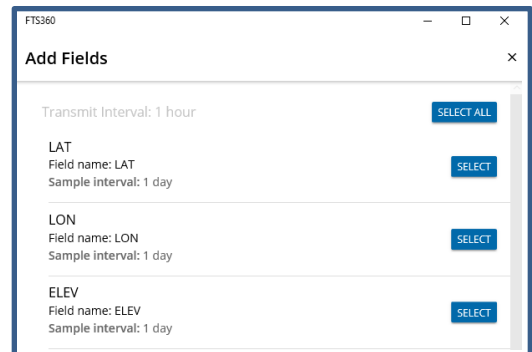 FTS360
Add Fields
Transmit Interval: 1 hour
SELECT ALL
LAT
Field name: LAT
Sample interval: 1 day
SELECT
LON
Field name: LON
Sample interval: 1 day
SELECT
ELEV
Field name: ELEV
Sample interval: 1 day
SELECT